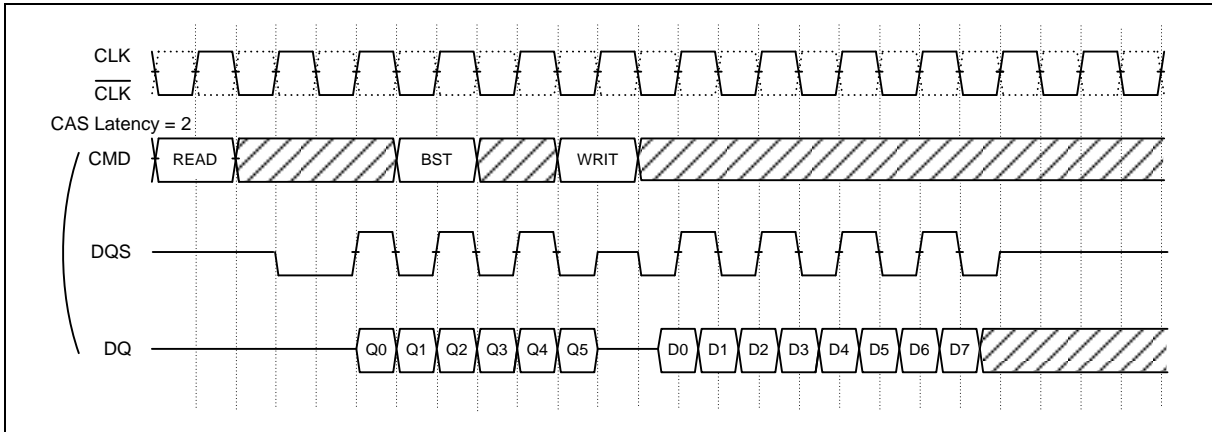 CLK
CLK
CAS Latency = 2
CMD READ BST WRIT
DQS
DQ Q0 Q1 Q2 Q3 Q4 Q5 D0 D1 D2 D3 D4 D5 D6 D7